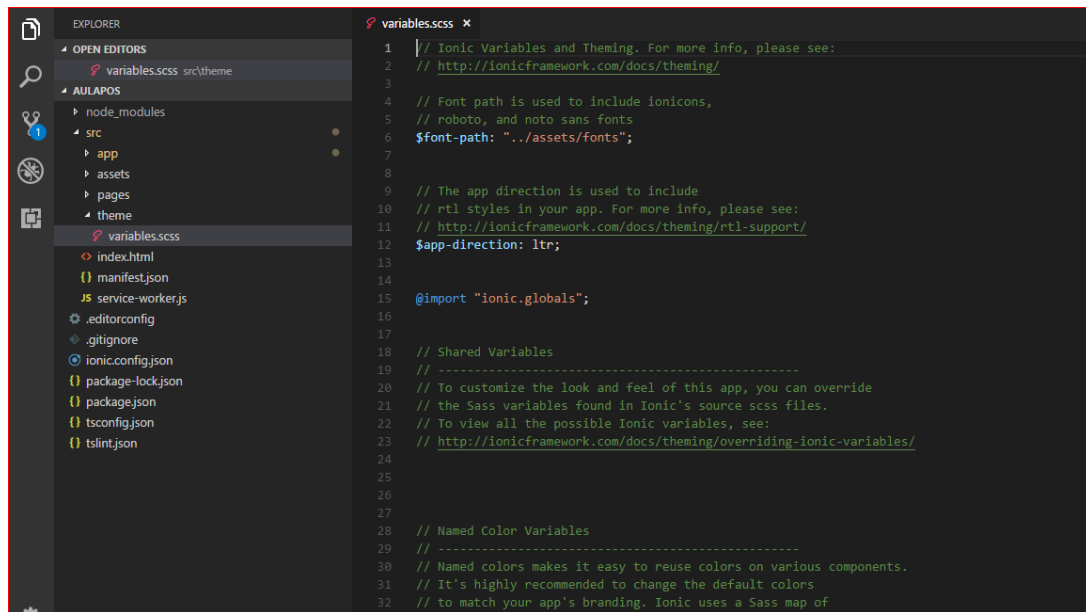 EXPLORER
OPEN EDITORS
variables.scss src\theme
AULAPOS
node_modules
src
app
assets
pages
theme
variables.scss
index.html
manifest.json
JS service-worker.js
.editorconfig
.gitignore
ionic.config.json
package-lock.json
package.json
tsconfig.json
tslint.json
1
variables.scss ×
1 // Ionic Variables and Theming. For more info, please see:
2 // http://ionicframework.com/docs/theming/
3
4 // Font path is used to include ionicons,
5 // roboto, and noto sans fonts
6 $font-path: "../assets/fonts";
7
8
9 // The app direction is used to include
10 // rtl styles in your app. For more info, please see:
11 // http://ionicframework.com/docs/theming/rtl-support/
12 $app-direction: ltr;
13
14
15 @import "ionic.globals";
16
17
18 // Shared Variables
19 // --------------------------------------------------
20 // To customize the look and feel of this app, you can override
21 // the Sass variables found in Ionic's source scss files.
22 // To view all the possible Ionic variables, see:
23 // http://ionicframework.com/docs/theming/overriding-ionic-variables/
24
25
26
27
28 // Named Color Variables
29 // --------------------------------------------------
30 // Named colors makes it easy to reuse colors on various components.
31 // It's highly recommended to change the default colors
32 // to match your app's branding. Ionic uses a Sass map of